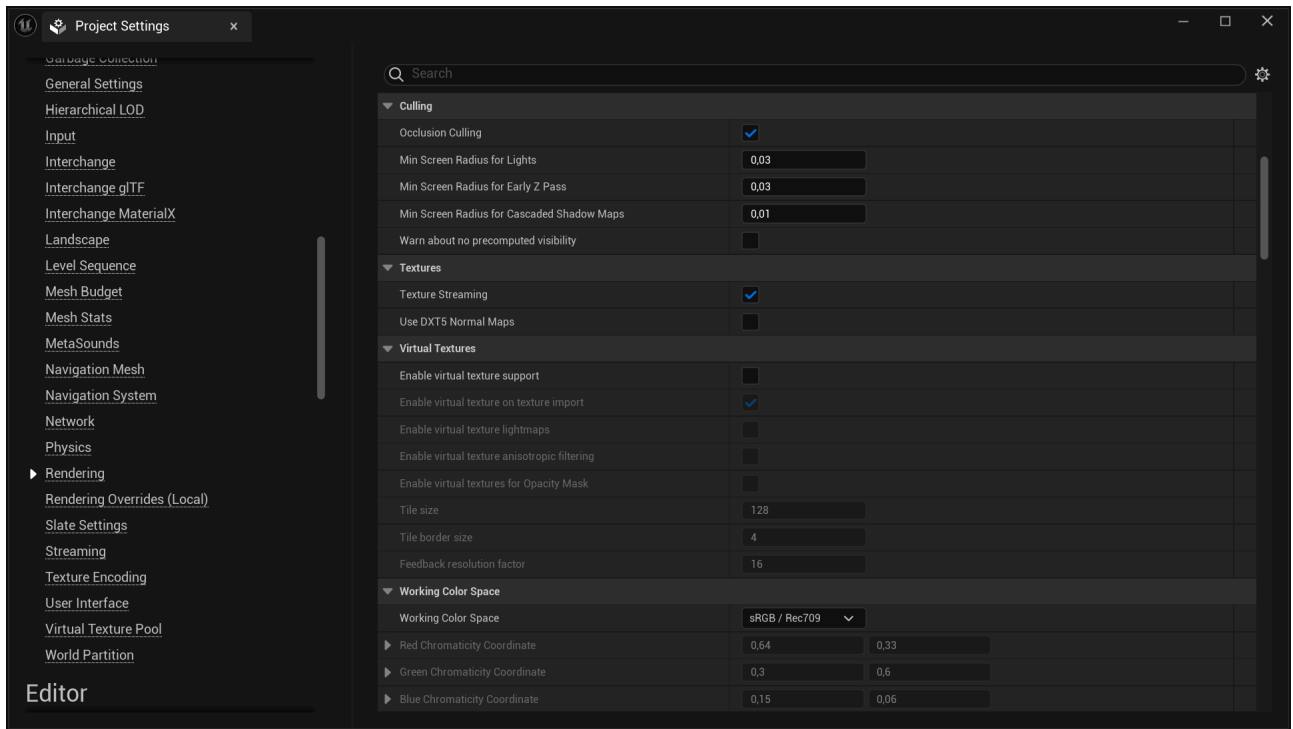 Project Settings
Garbage Collection
General Settings
Hierarchical LOD
Input
Interchange
Interchange glTF
Interchange MaterialX
Landscape
Level Sequence
Mesh Budget
Mesh Stats
MetaSounds
Navigation Mesh
Navigation System
Network
Physics
Rendering
Rendering Overrides (Local)
Slate Settings
Streaming
Texture Encoding
User Interface
Virtual Texture Pool
World Partition
Editor
Search
Culling
Occlusion Culling
Min Screen Radius for Lights 0,03
Min Screen Radius for Early Z Pass 0,03
Min Screen Radius for Cascaded Shadow Maps 0,01
Warn about no precomputed visibility
Textures
Texture Streaming
Use DXT5 Normal Maps
Virtual Textures
Enable virtual texture support
Enable virtual texture on texture import
Enable virtual texture lightmaps
Enable virtual texture anisotropic filtering
Enable virtual textures for Opacity Mask
Tile size 128
Tile border size 4
Feedback resolution factor 16
Working Color Space
Working Color Space sRGB / Rec709
Red Chromaticity Coordinate 0,64 0,33
Green Chromaticity Coordinate 0,3 0,6
Blue Chromaticity Coordinate 0,15 0,06